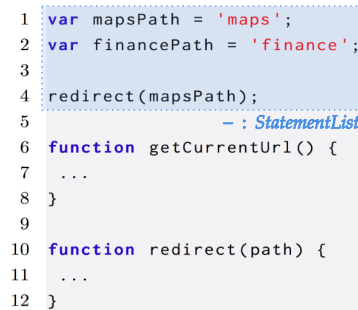 1 var mapsPath = 'maps';
2 var financePath = 'finance';
3
4 redirect(mapsPath);
5 – : StatementList
6 function getCurrentUrl() {
7 ...
8 }
9
10 function redirect(path) {
11 ...
12 }